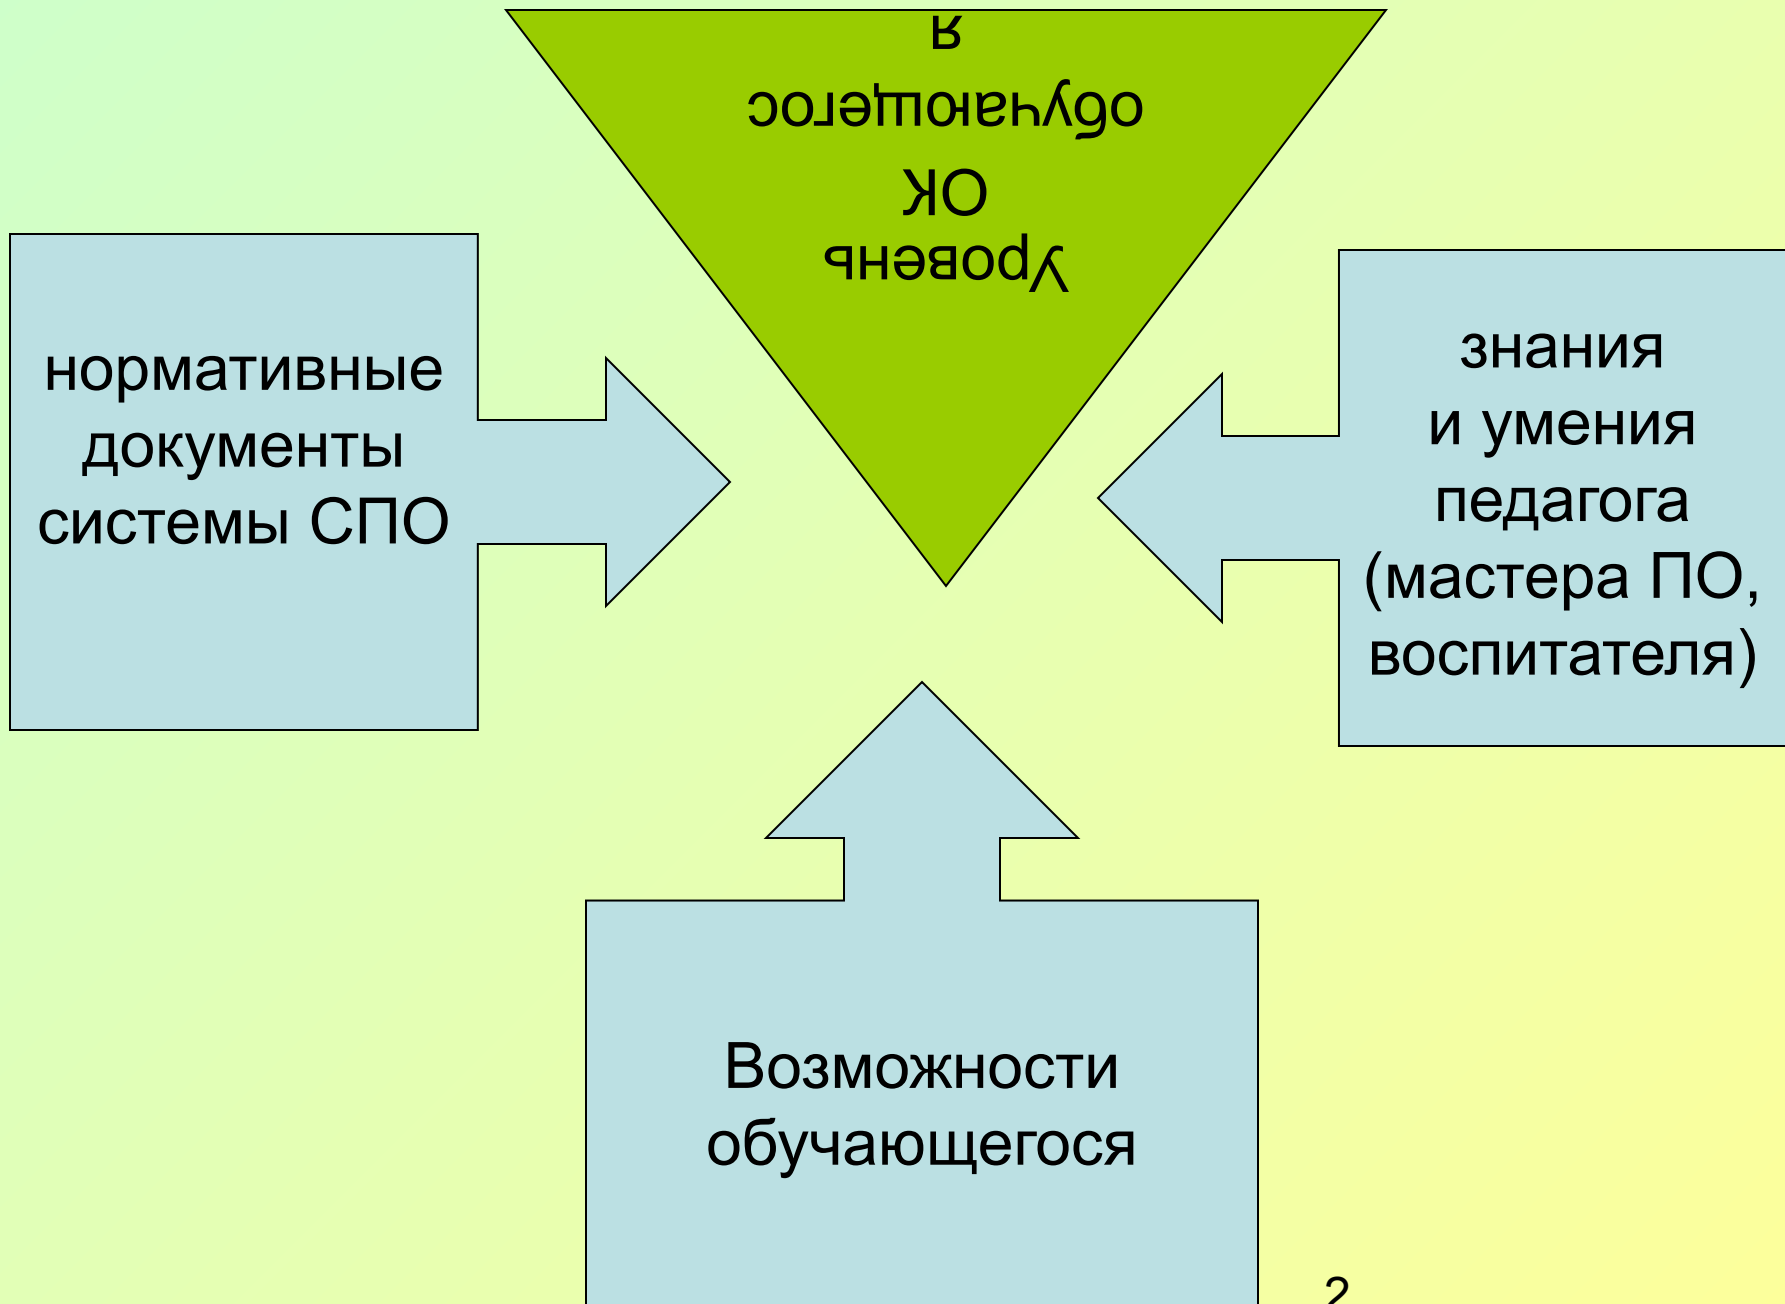 Уровень
ОК
обучающегос
я
нормативные
документы
системы СПО
знания
и умения
педагога
(мастера ПО,
воспитателя)
Возможности
обучающегося
2